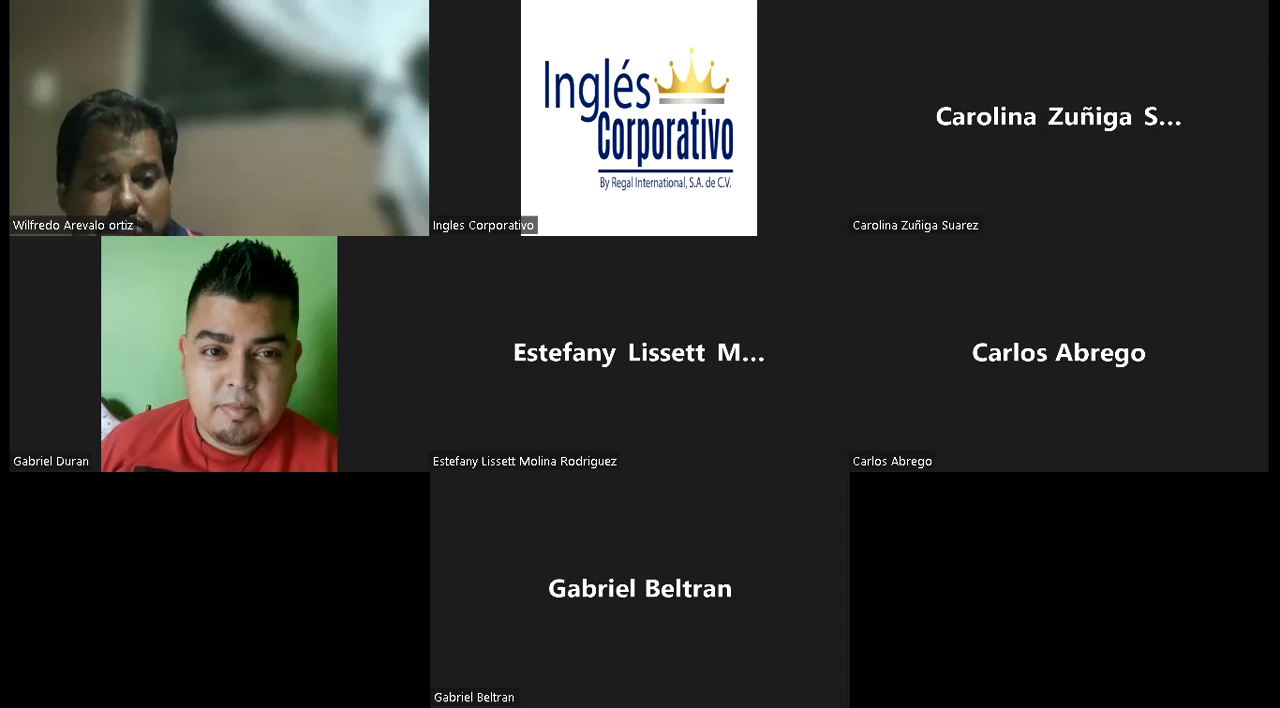 Wilfredo Arevalo ortiz
Inglés
Corporativo
By Regal International, S.A. de C.V.
Ingles Corporativo
Carolina Zuñiga S...
Carolina Zuñiga Suarez
Gabriel Duran
Estefany Lissett M...
Estefany Lissett Molina Rodriguez
Carlos Abrego
Carlos Abrego
Gabriel Beltran
Gabriel Beltran